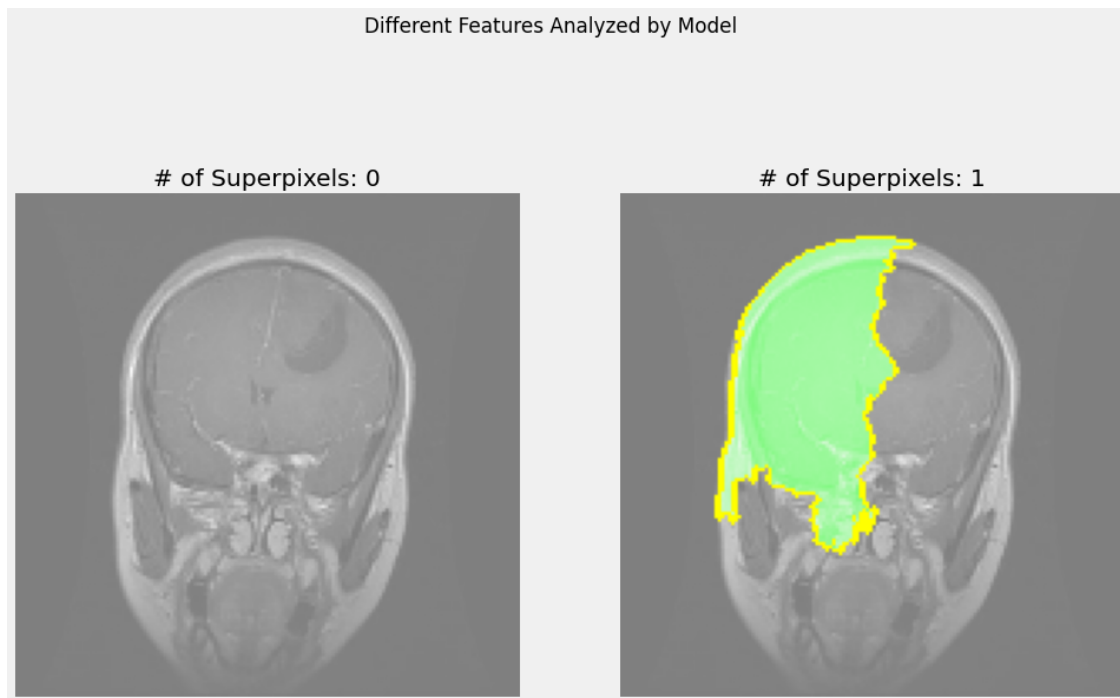 Different Features Analyzed by Model
# of Superpixels: 0
# of Superpixels: 1